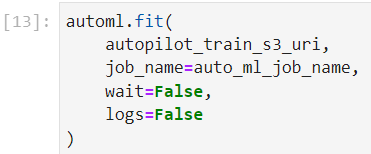 [13]: automl.fit(
    autopilot_train_s3_uri,
    job_name=auto_ml_job_name,
    wait=False,
    logs=False
)